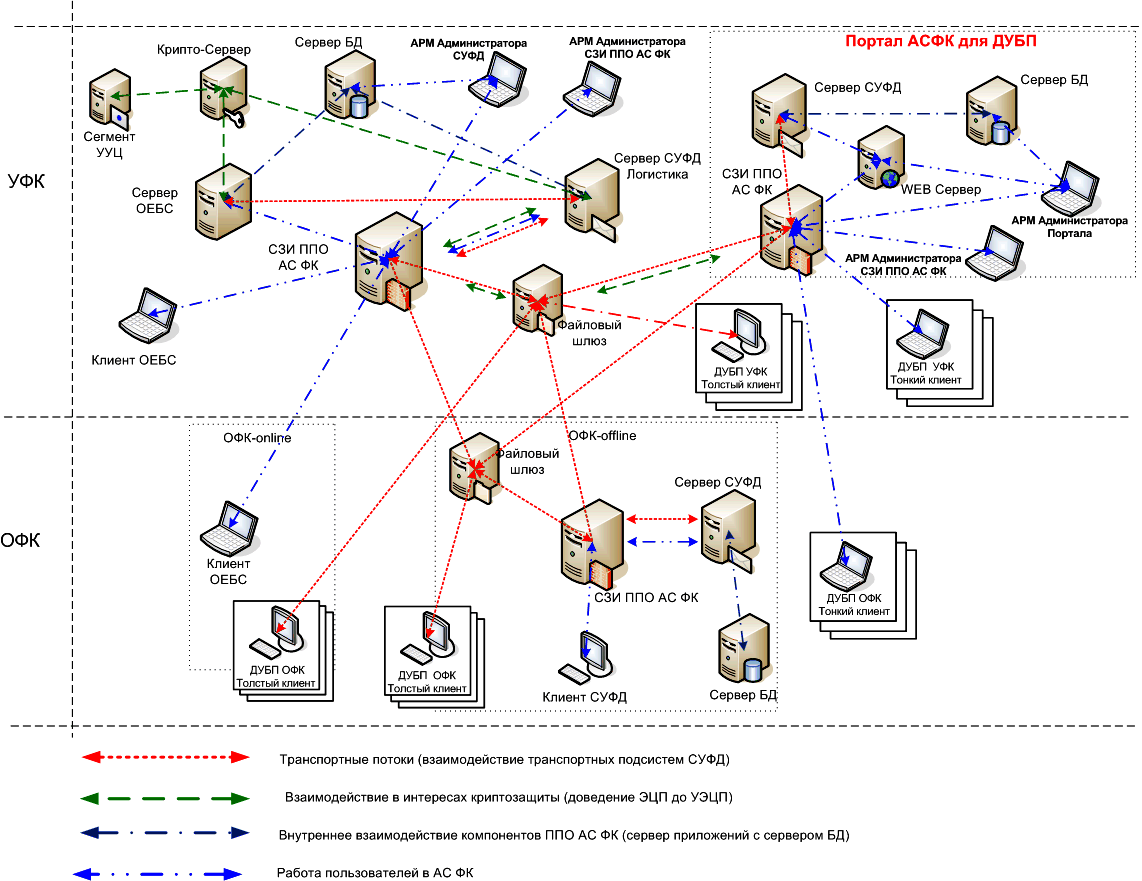 Портал АСФК для ДУБП
Крипто-Сервер
Сервер БД
АРМ Администратора
СУФД
АРМ Администратора
СЗИ ППО АС ФК
Сервер СУФД
Сервер БД
Сегмент
УУЦ
УФК
Сервер
ОЕБС
Сервер СУФД
Логистика
СЗИ ППО
АС ФК
WEB Сервер
АРМ Администратора
Портала
СЗИ ППО
АС ФК
АРМ Администратора
СЗИ ППО АС ФК
Клиент ОЕБС
Файловый
шлюз
ДУБП УФК
Толстый клиент
ДУБП УФК
Тонкий клиент
ОФК-online
ОФК-offline
Файловый
шлюз
Сервер СУФД
ОФК
Клиент
ОЕБС
СЗИ ППО АС ФК
ДУБП ОФК
Тонкий клиент
ДУБП ОФК
Толстый клиент
ДУБП ОФК
Толстый клиент
Клиент СУФД
Сервер БД
Транспортные потоки (взаимодействие транспортных подсистем СУФД)
Взаимодействие в интересах криптозащиты (доведение ЭЦП до УЭЦП)
Внутреннее взаимодействие компонентов ППО АС ФК (сервер приложений с сервером БД)
Работа пользователей в АС ФК